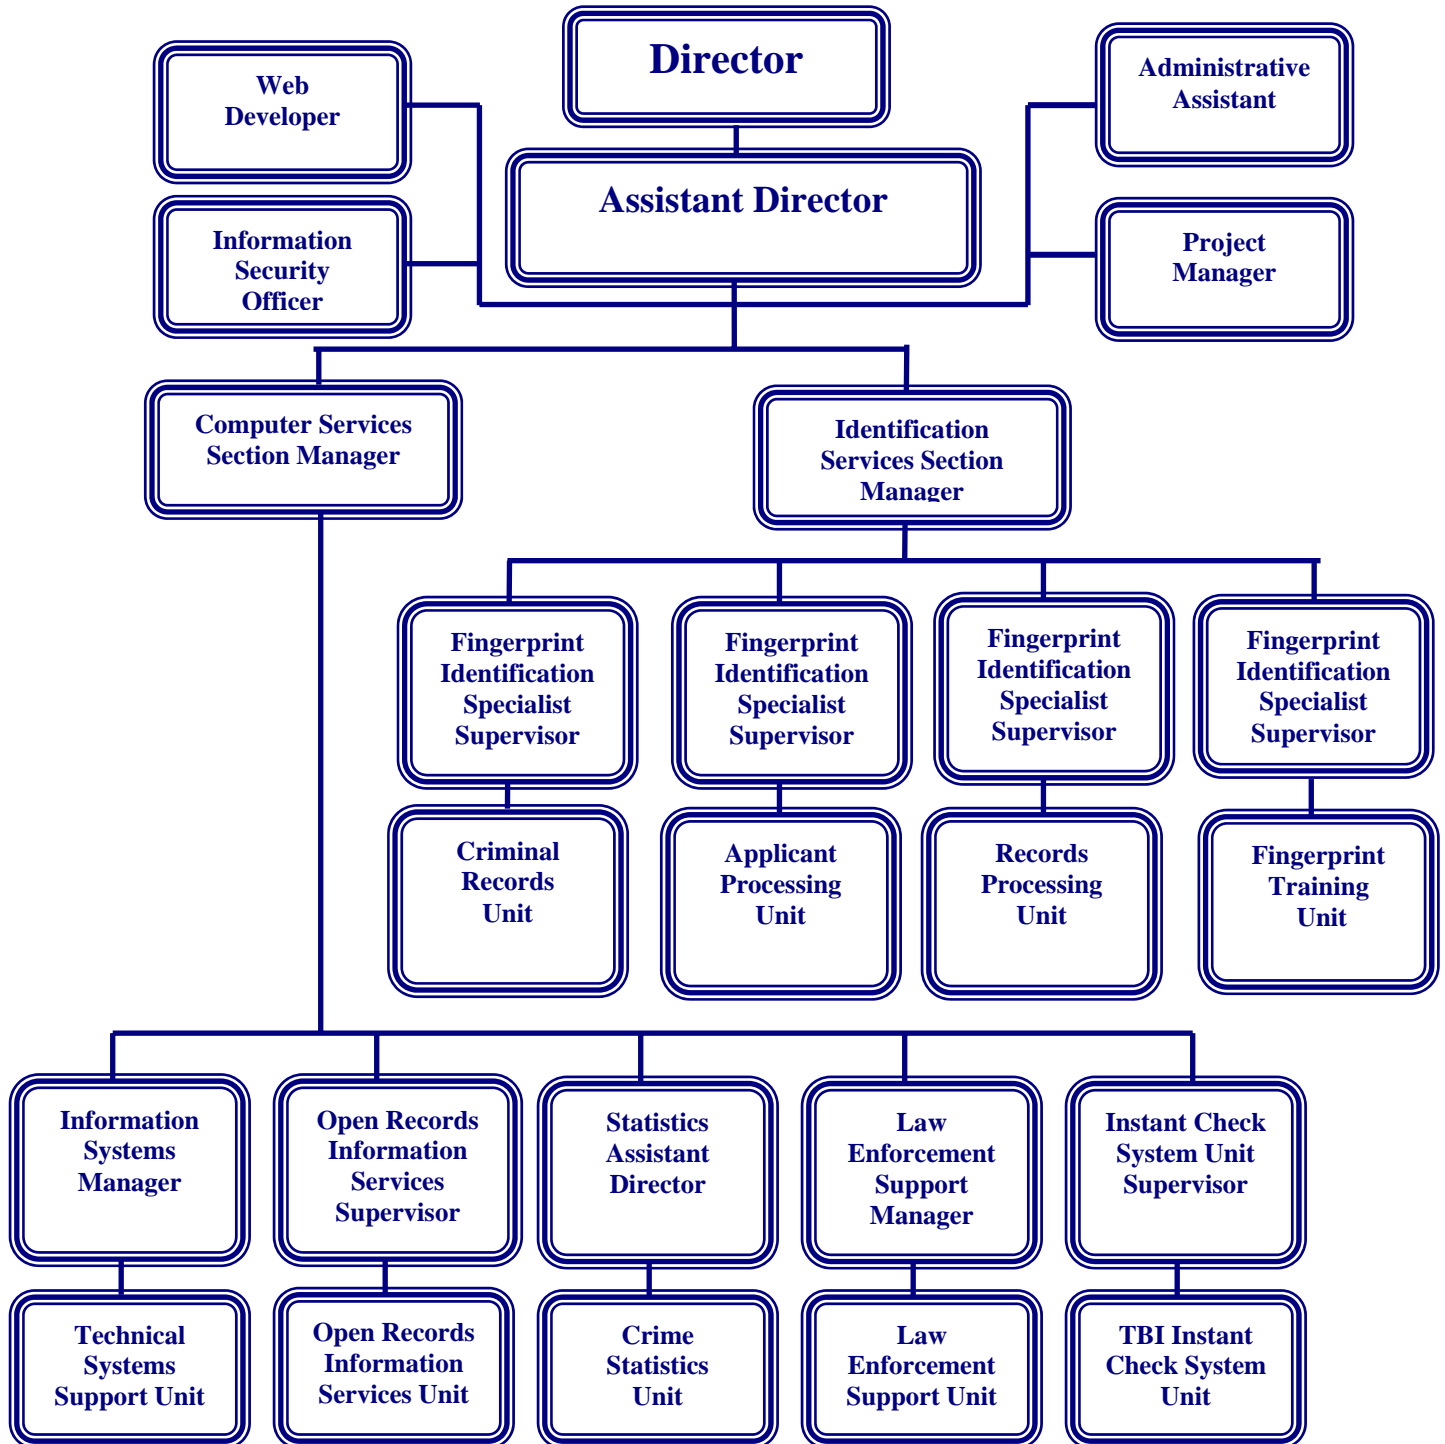 Director
Web
Developer
Administrative
Assistant
Assistant Director
Information
Security
Officer
Project
Manager
Computer Services
Section Manager
Identification
Services Section
Manager
Fingerprint
Identification
Specialist
Supervisor
Fingerprint
Identification
Specialist
Supervisor
Fingerprint
Identification
Specialist
Supervisor
Fingerprint
Identification
Specialist
Supervisor
Criminal
Records
Unit
Applicant
Processing
Unit
Records
Processing
Unit
Fingerprint
Training
Unit
Information
Systems
Manager
Open Records
Information
Services
Supervisor
Statistics
Assistant
Director
Law
Enforcement
Support
Manager
Instant Check
System Unit
Supervisor
Technical
Systems
Support Unit
Open Records
Information
Services Unit
Crime
Statistics
Unit
Law
Enforcement
Support Unit
TBI Instant
Check System
Unit